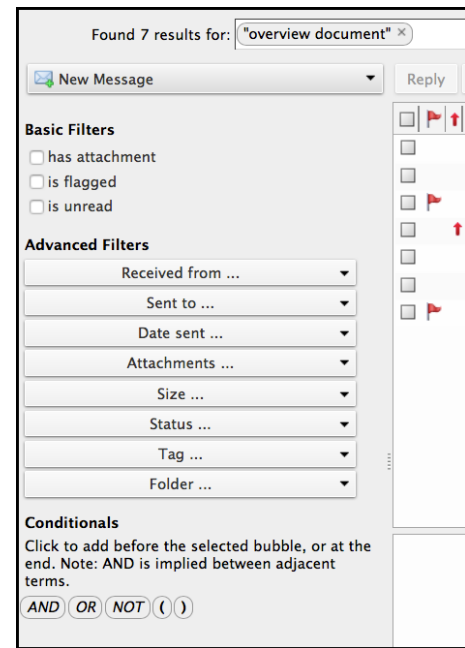 Found 7 results for: "overview document" ×
New Message
Reply
Basic Filters
has attachment
is flagged
is unread
Advanced Filters
Received from ...
Sent to ...
Date sent ...
Attachments ...
Size ...
Status ...
Tag ...
Folder ...
Conditionals
Click to add before the selected bubble, or at the
end. Note: AND is implied between adjacent
terms.
AND OR NOT ( )